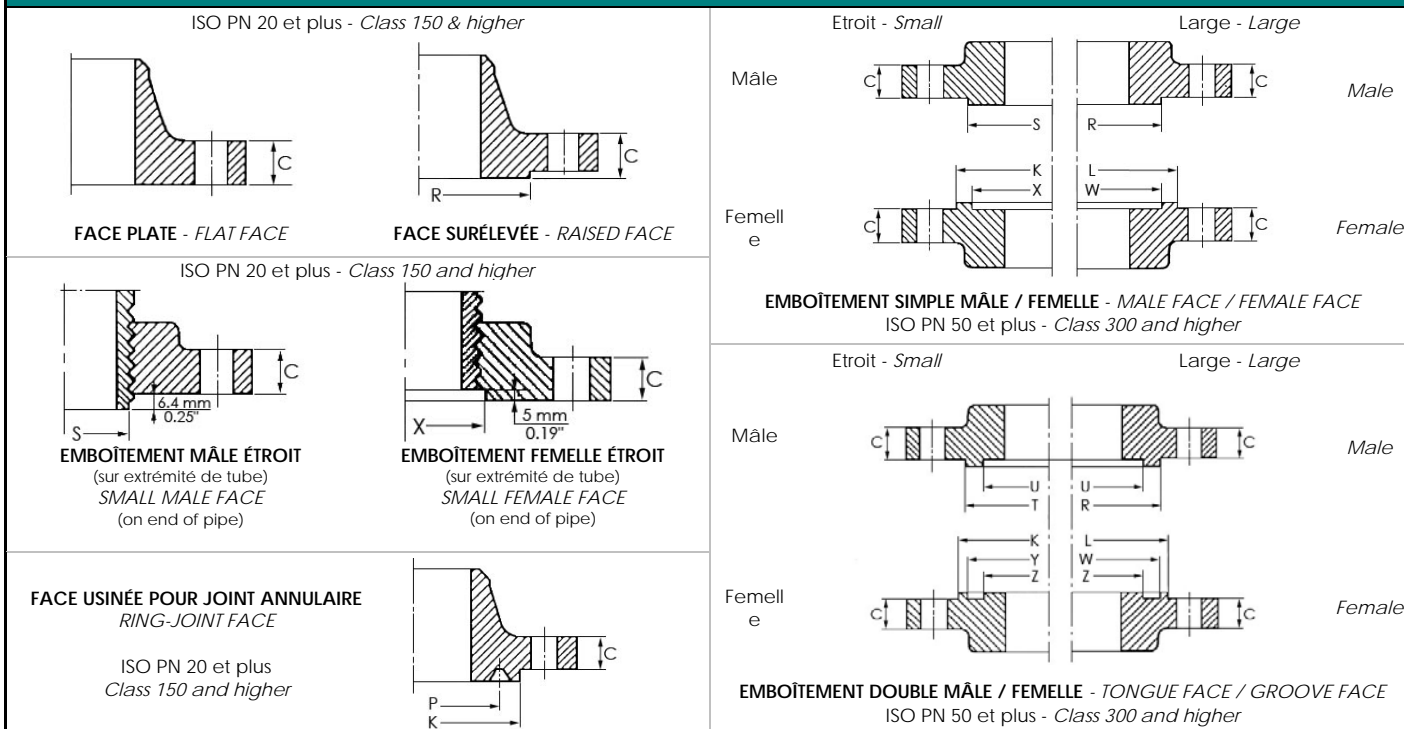 ISO PN 20 et plus - Class 150 & higher
C
C
R
FACE PLATE - FLAT FACE
FACE SURÉLEVÉE - RAISED FACE
ISO PN 20 et plus - Class 150 and higher
C
6.4 mm
0.25"
S
C
5 mm
0.19"
X
EMBOÎTEMENT MÂLE ÉTROIT
(sur extrémité de tube)
SMALL MALE FACE
(on end of pipe)
EMBOÎTEMENT FEMELLE ÉTROIT
(sur extrémité de tube)
SMALL FEMALE FACE
(on end of pipe)
FACE USINÉE POUR JOINT ANNULAIRE
RING-JOINT FACE
ISO PN 20 et plus
Class 150 and higher
C
P
K
Etroit - Small
Large - Large
Mâle
C
C
Male
S R
K L
X W
Femell
e
C
C
Female
EMBOÎTEMENT SIMPLE MÂLE / FEMELLE - MALE FACE / FEMALE FACE
ISO PN 50 et plus - Class 300 and higher
Etroit - Small
Large - Large
Mâle
C
C
Male
U U
T R
K L
Y W
Z Z
Femell
e
C
C
Female
EMBOÎTEMENT DOUBLE MÂLE / FEMELLE - TONGUE FACE / GROOVE FACE
ISO PN 50 et plus - Class 300 and higher